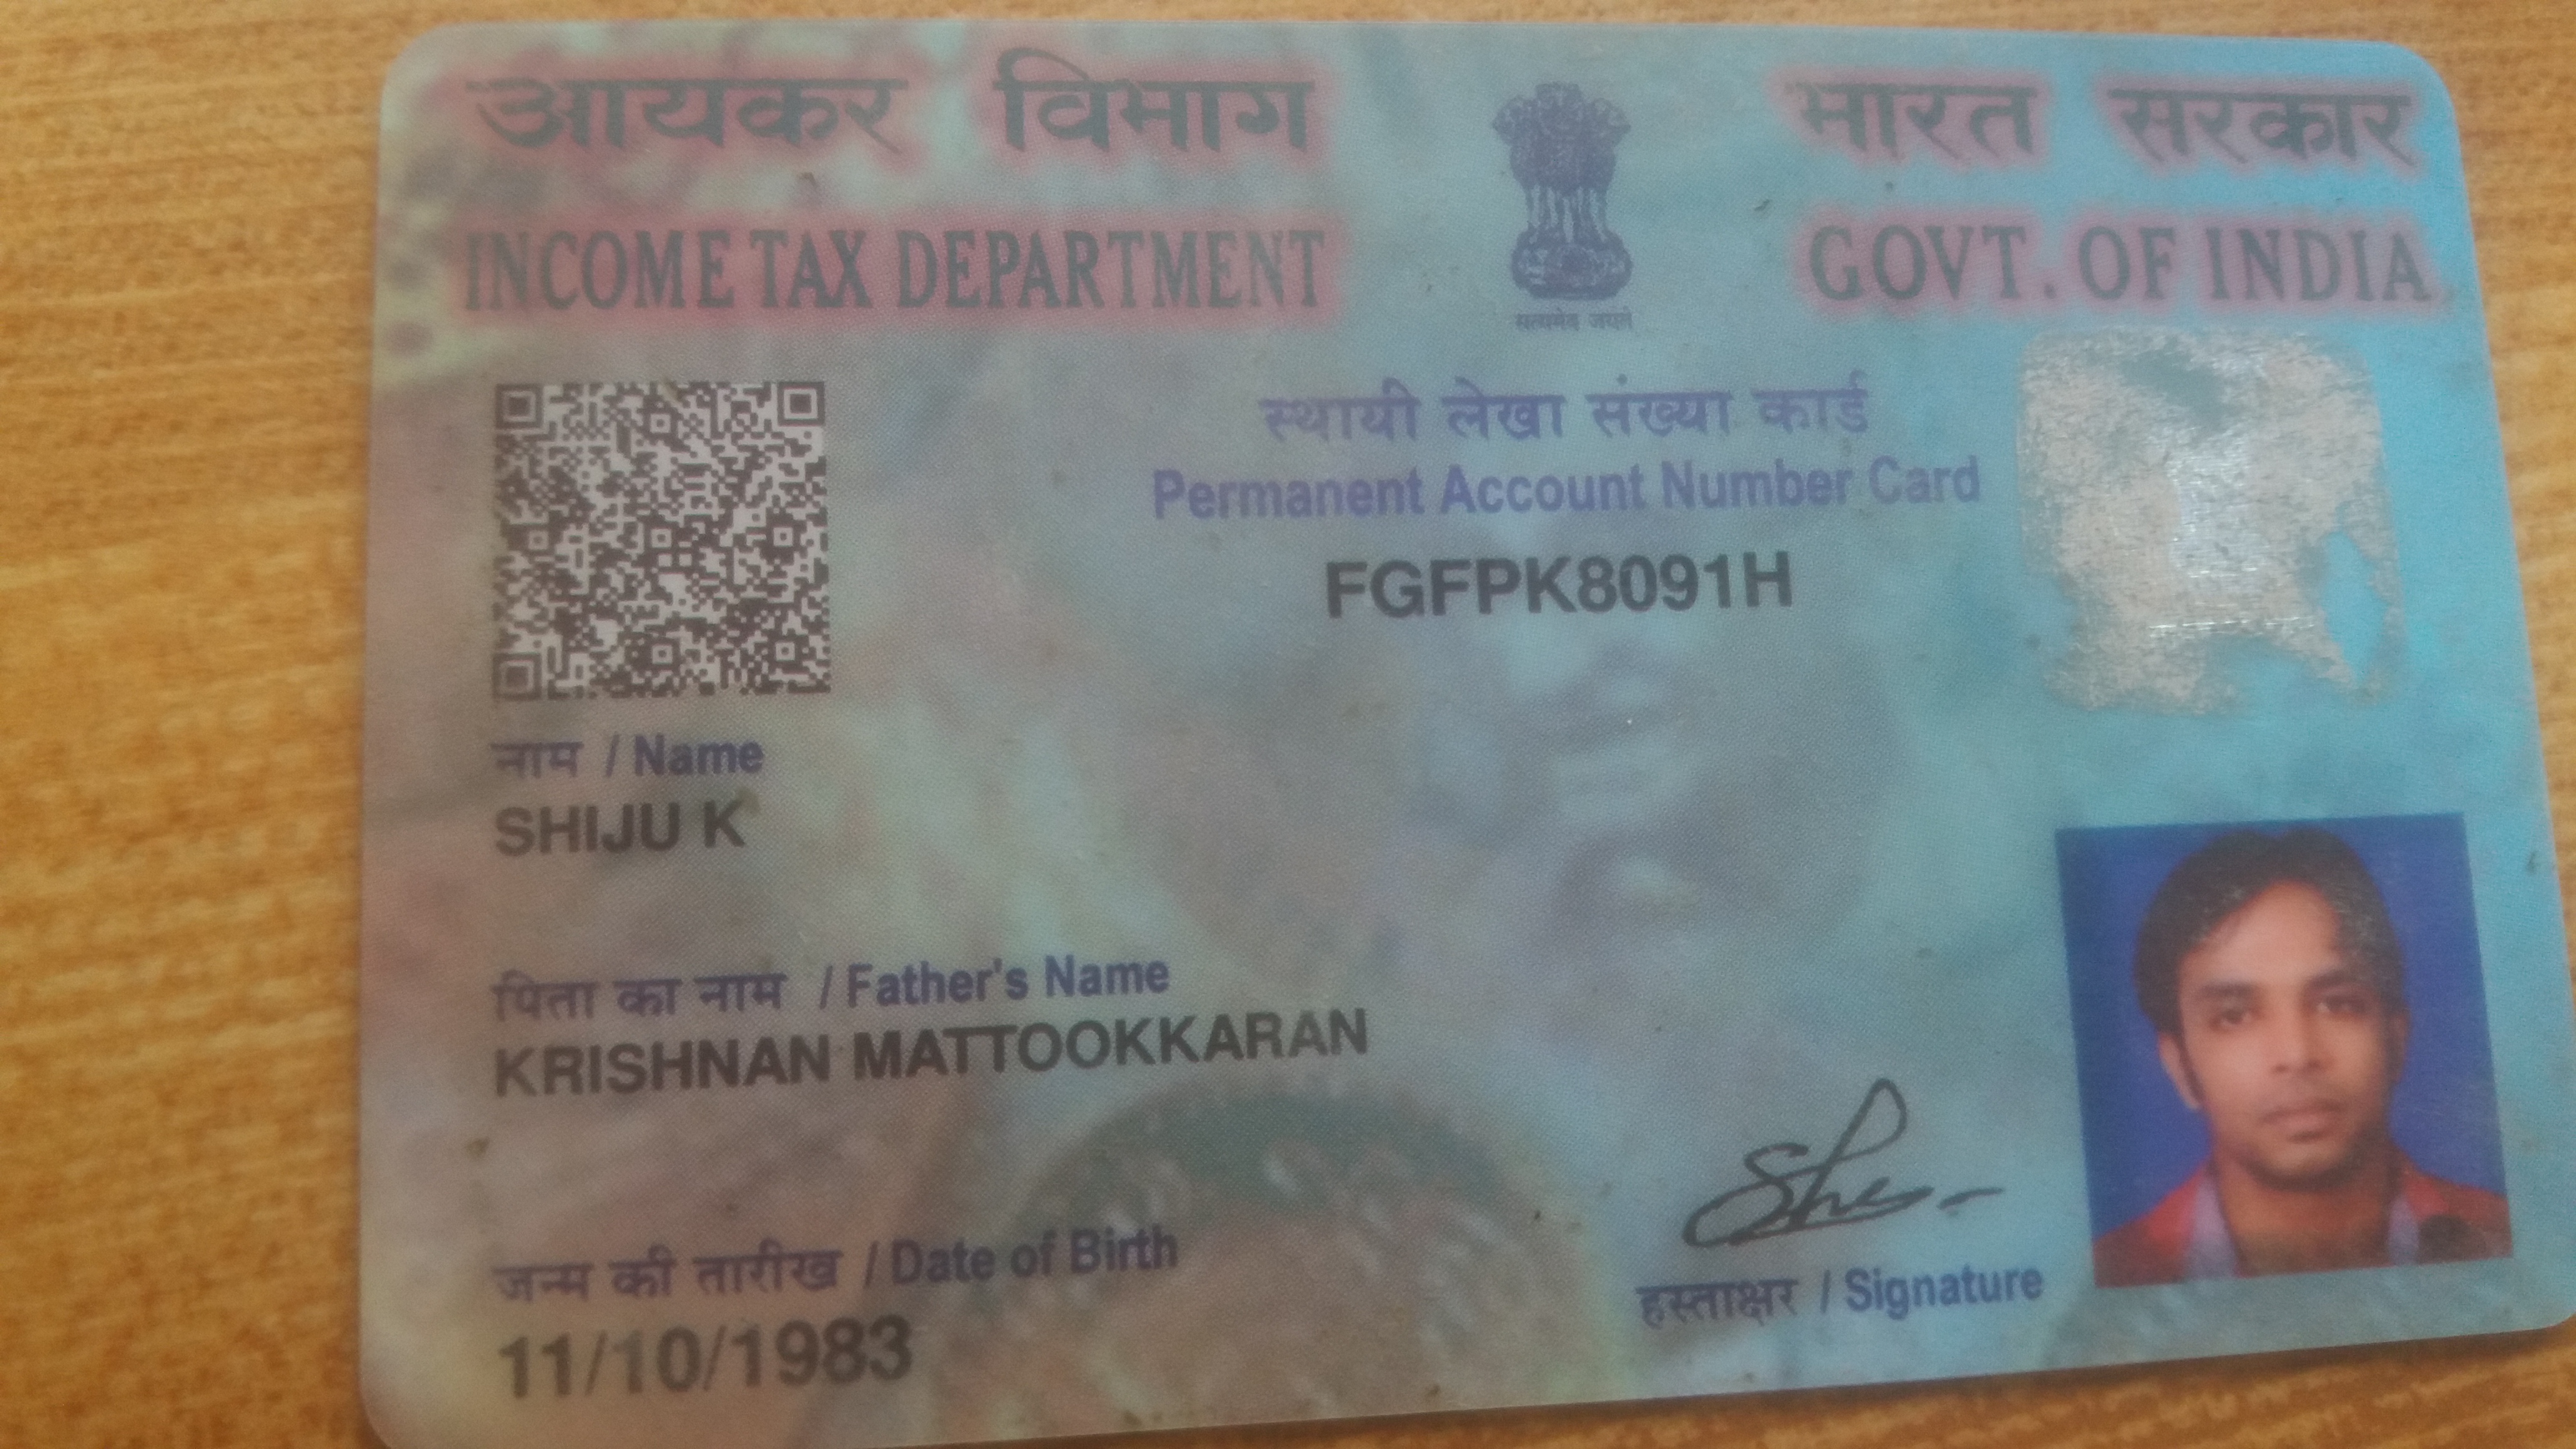 आयकर विभाग
INCOME TAX DEPARTMENT
सत्यमेव जयते
भारत सरकार
GOVT. OF INDIA
स्थायी लेखा संख्या कार्ड
Permanent Account Number Card
FGFPK8091H
नाम / Name
SHIJU K
पिता का नाम / Father's Name
KRISHNAN MATTOOKKARAN
जन्म की तारीख / Date of Birth
11/10/1983
हस्ताक्षर / Signature